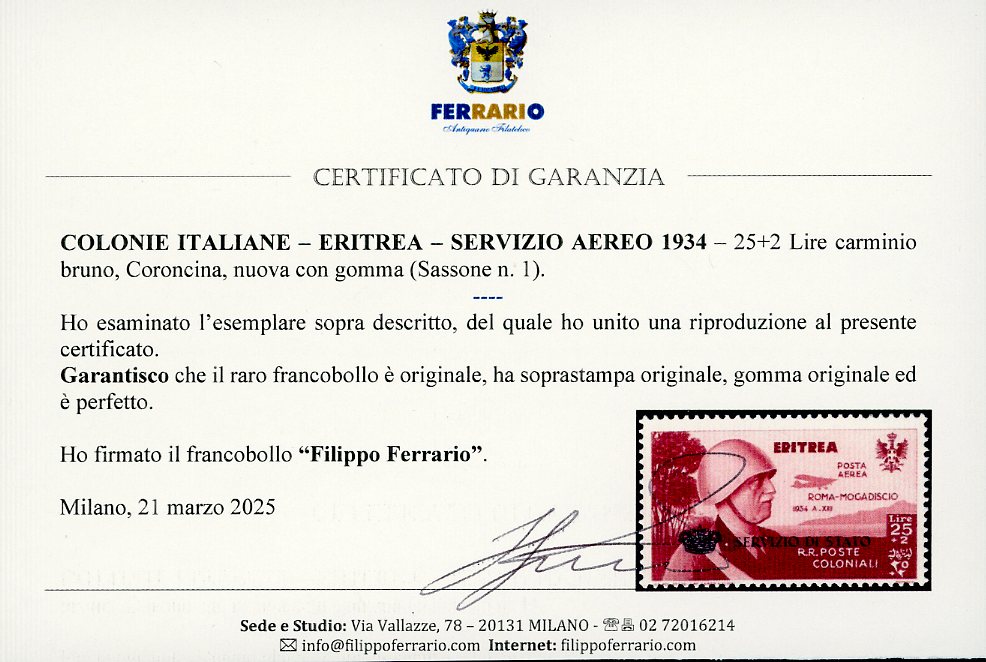 FERRARIO
Antiquario Filatelico
CERTIFICATO DI GARANZIA
COLONIE ITALIANE – ERITREA – SERVIZIO AEREO 1934 – 25+2 Lire carminio
bruno, Coroncina, nuova con gomma (Sassone n. 1).
----
Ho esaminato l’esemplare sopra descritto, del quale ho unito una riproduzione al presente
certificato.
Garantisco che il raro francobollo è originale, ha soprastampa originale, gomma originale ed
è perfetto.
Ho firmato il francobollo “Filippo Ferrario”.
Milano, 21 marzo 2025
ERITREA
POSTA
AEREA
ROMA-MOGADISCIO
1934 A.XIII
Lire
25
+2
SERVIZIO DI STATO
R.R. POSTE
COLONIALI
Sede e Studio: Via Vallazze, 78 – 20131 MILANO - 02 72016214
info@filippoferrario.com Internet: filippoferrario.com